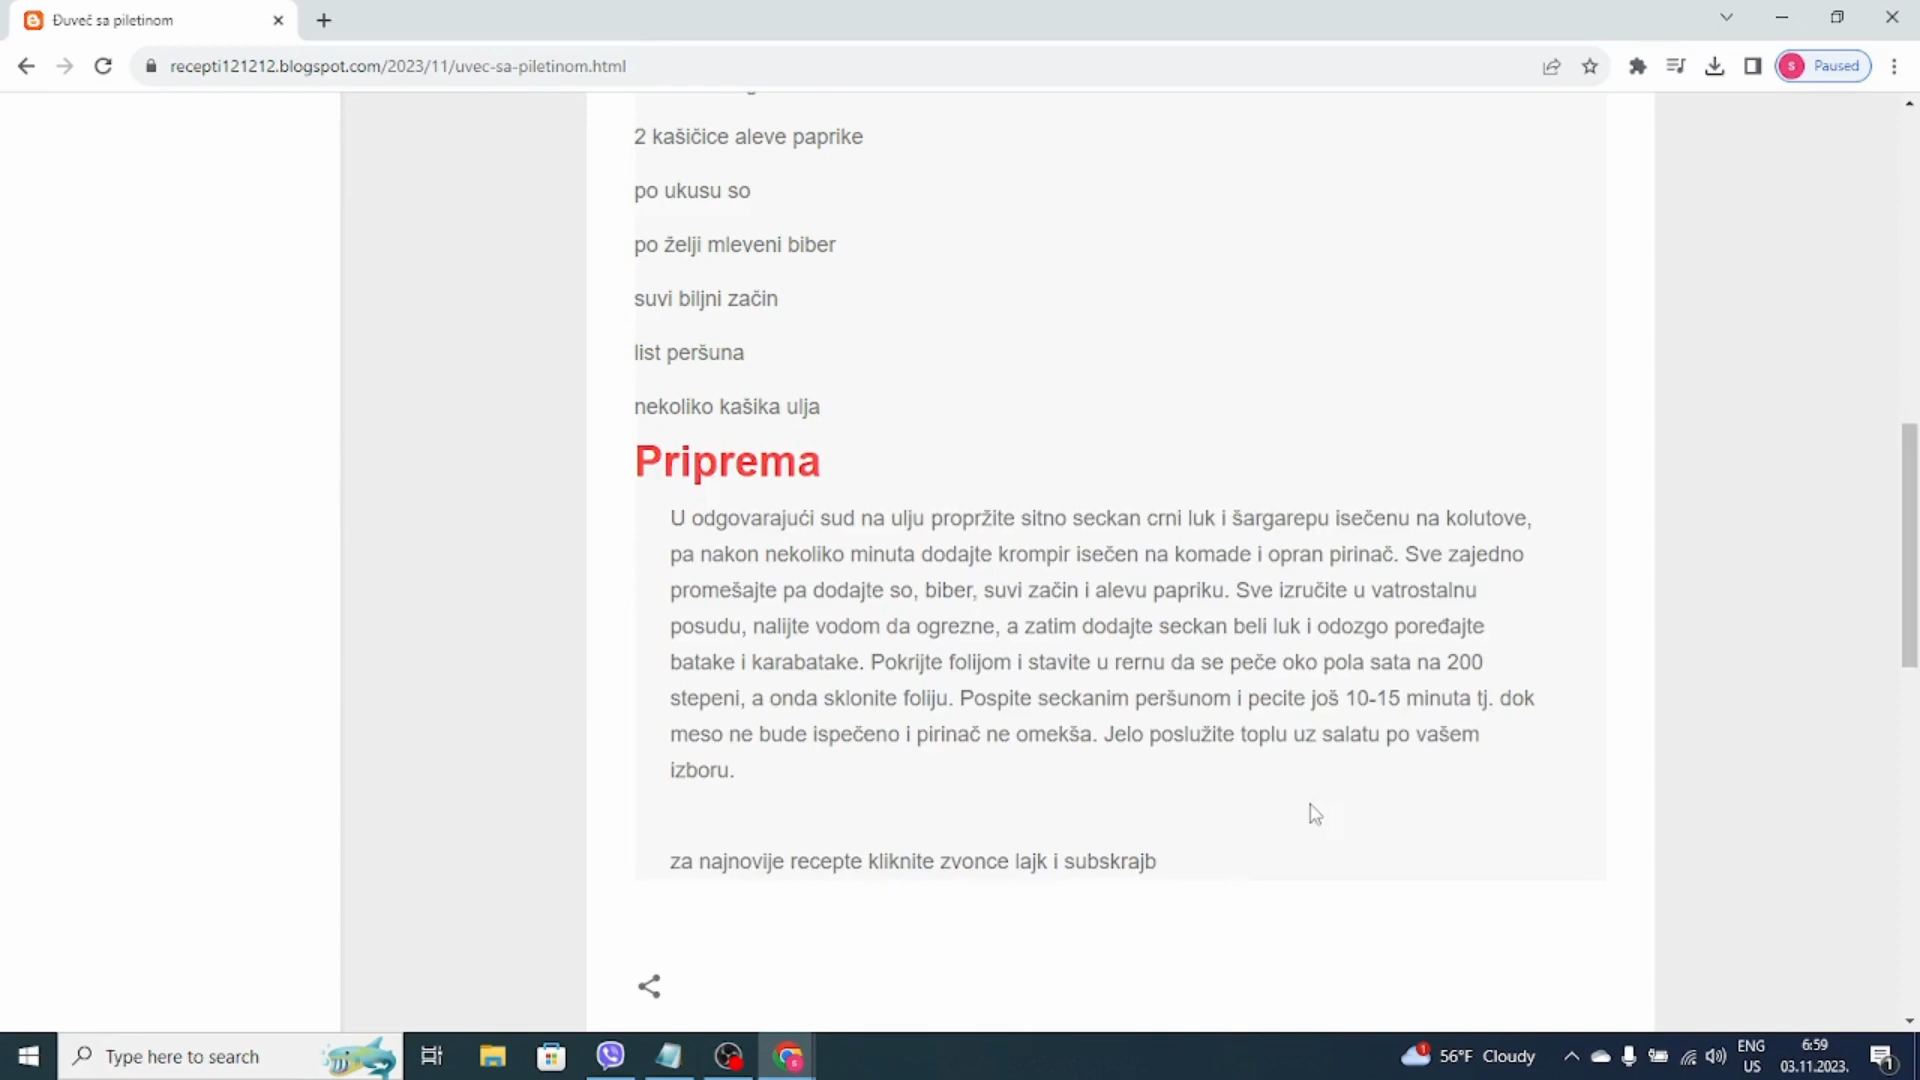 Đuveč sa piletinom
recepti121212.blogspot.com/2023/11/uvec-sa-piletinom.html
S Paused
2 kašičice aleve paprike
po ukusu so
po želji mleveni biber
suvi biljni začin
list peršuna
nekoliko kašika ulja
Priprema
U odgovarajući sud na ulju propržite sitno seckan crni luk i šargarepu isečenu na kolutove,
pa nakon nekoliko minuta dodajte krompir isečen na komade i opran pirinač. Sve zajedno
promešajte pa dodajte so, biber, suvi začin i alevu papriku. Sve izručite u vatrostalnu
posudu, nalijte vodom da ogrezne, a zatim dodajte seckan beli luk i odozgo poređajte
batake i karabatake. Pokrijte folijom i stavite u rernu da se peče oko pola sata na 200
stepeni, a onda sklonite foliju. Pospite seckanim peršunom i pecite još 10-15 minuta tj. dok
meso ne bude ispečeno i pirinač ne omekša. Jelo poslužite toplu uz salatu po vašem
izboru.
za najnovije recepte kliknite zvonce lajk i subskrajb
Type here to search
1
56°F Cloudy
ENG
US
6:59
03.11.2023.
1